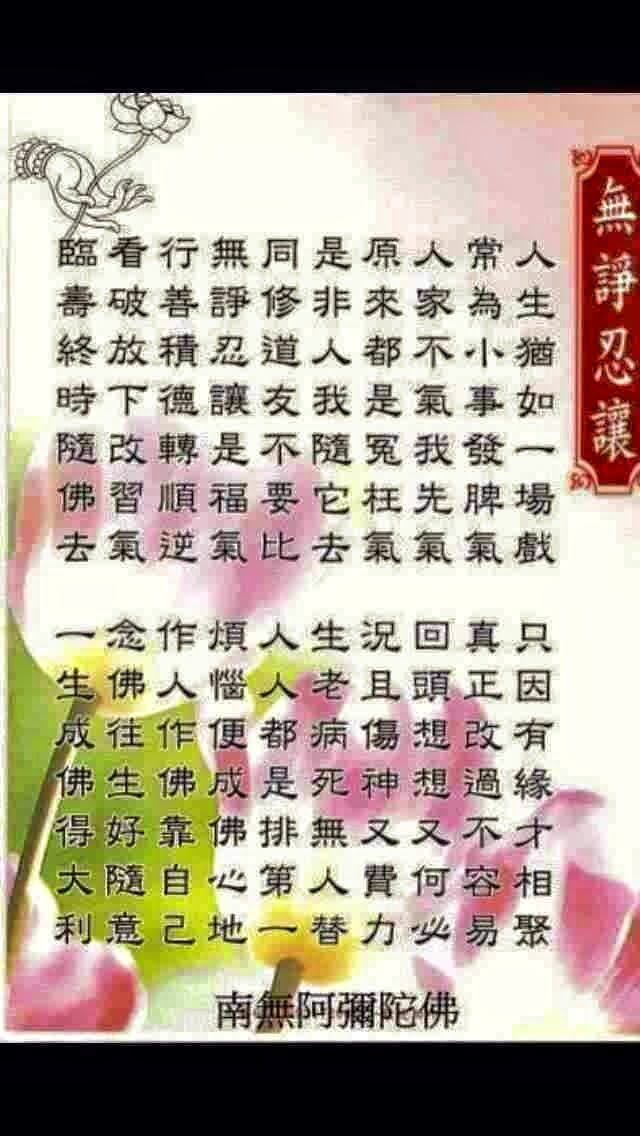 無諍忍讓
人生猶如一場戲
常為小事發脾氣
人家不氣我先氣
原來都是冤枉氣
是非人我隨它去
同修道友不要比
無諍忍讓是福氣
行善積德轉順逆
看破放下改習氣
臨壽終時隨佛去
只因有緣才相聚
真正改過不容易
回頭想想又何必
況且傷神又費力
生老病死無人替
人人都是排第一
煩惱便成佛心地
作人作佛靠自己
念佛往生好隨意
一生成佛得大利
南無阿彌陀佛